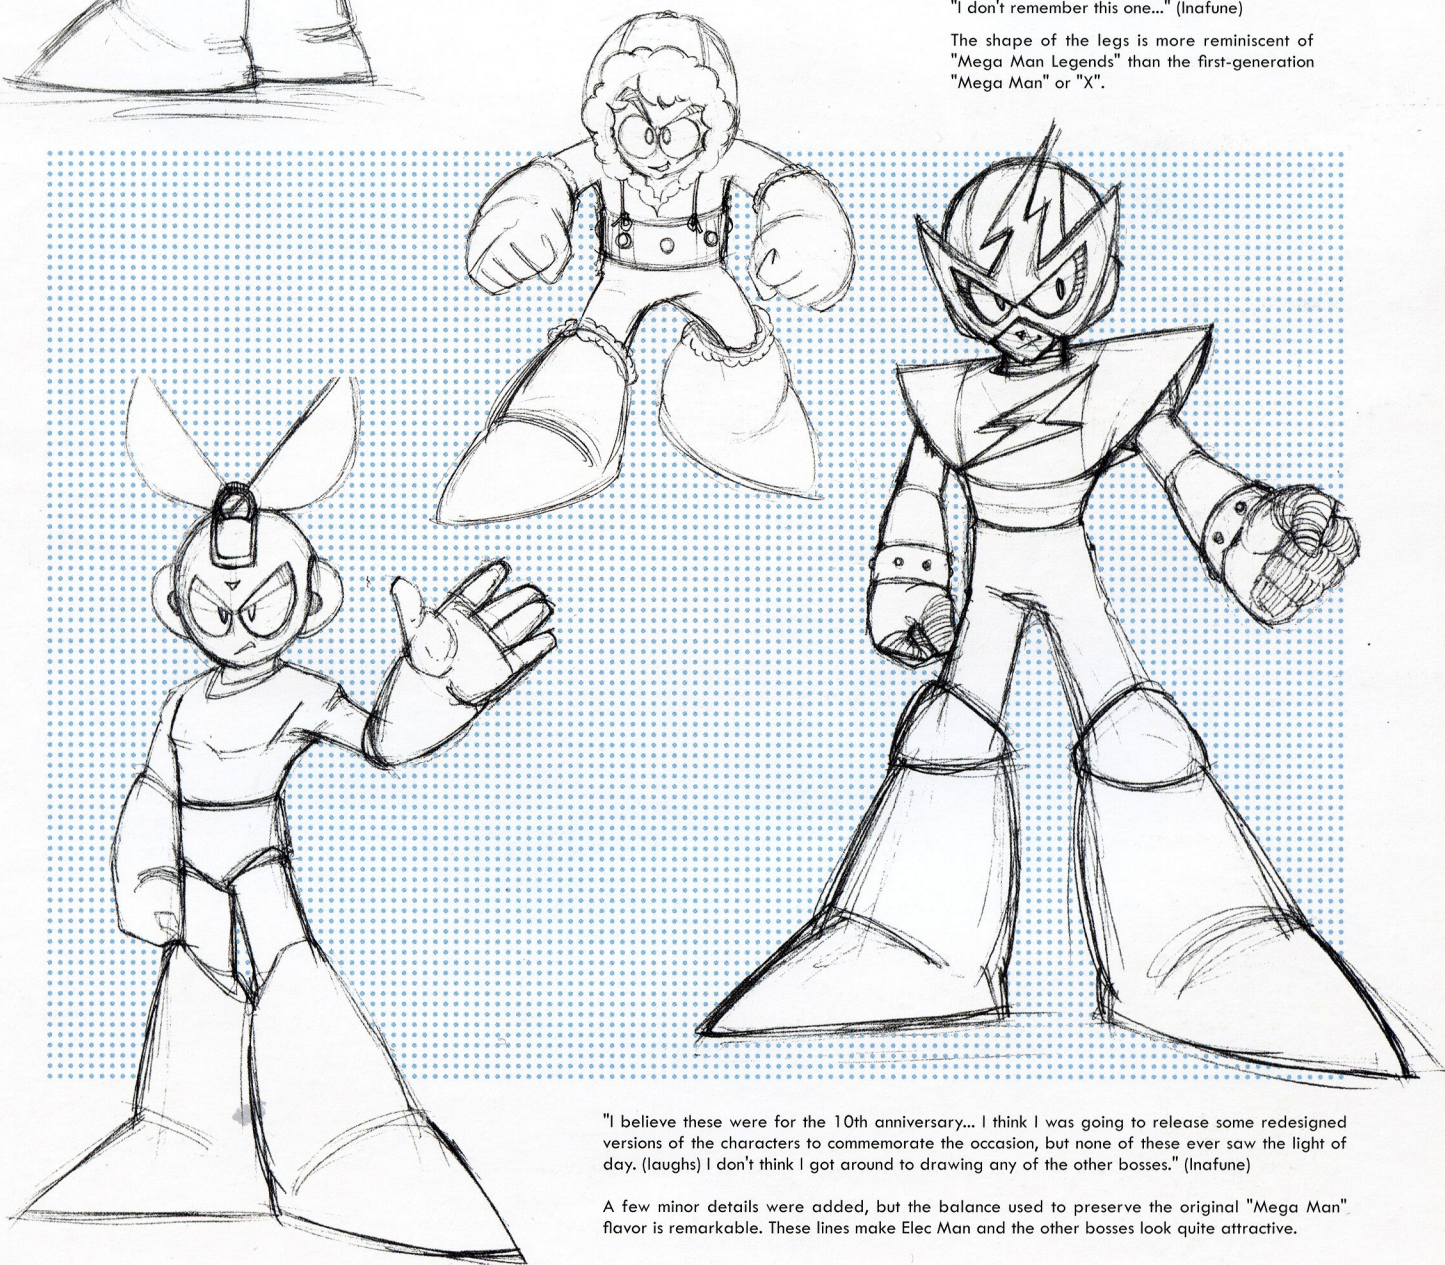 "I don't remember this one..." (Inafune)
The shape of the legs is more reminiscent of
"Mega Man Legends" than the first-generation
"Mega Man" or "X".
"I believe these were for the 10th anniversary... I think I was going to release some redesigned
versions of the characters to commemorate the occasion, but none of these ever saw the light of
day. (laughs) I don't think I got around to drawing any of the other bosses." (Inafune)
A few minor details were added, but the balance used to preserve the original "Mega Man"
flavor is remarkable. These lines make Elec Man and the other bosses look quite attractive.